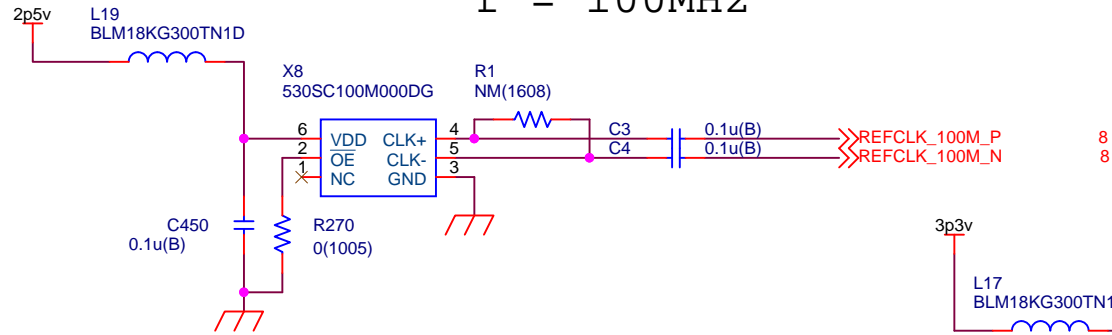 f = 100MHz
2p5v
L19
BLM18KG300TN1D
X8
530SC100M000DG
R1
NM(1608)
6
2
1
VDD
OE
NC
CLK+
CLK-
GND
4
5
3
C3
C4
0.1u(B)
0.1u(B)
REFCLK_100M_P
8
REFCLK_100M_N
8
C450
0.1u(B)
R270
0(1005)
3p3v
L17
BLM18KG300TN1